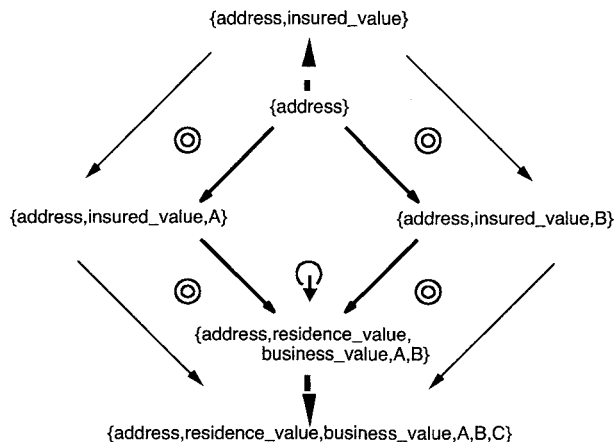 {address,insured_value}
{address}
{address,insured_value,A}
{address,insured_value,B}
{address,residence_value,
business_value,A,B}
{address,residence_value,business_value,A,B,C}